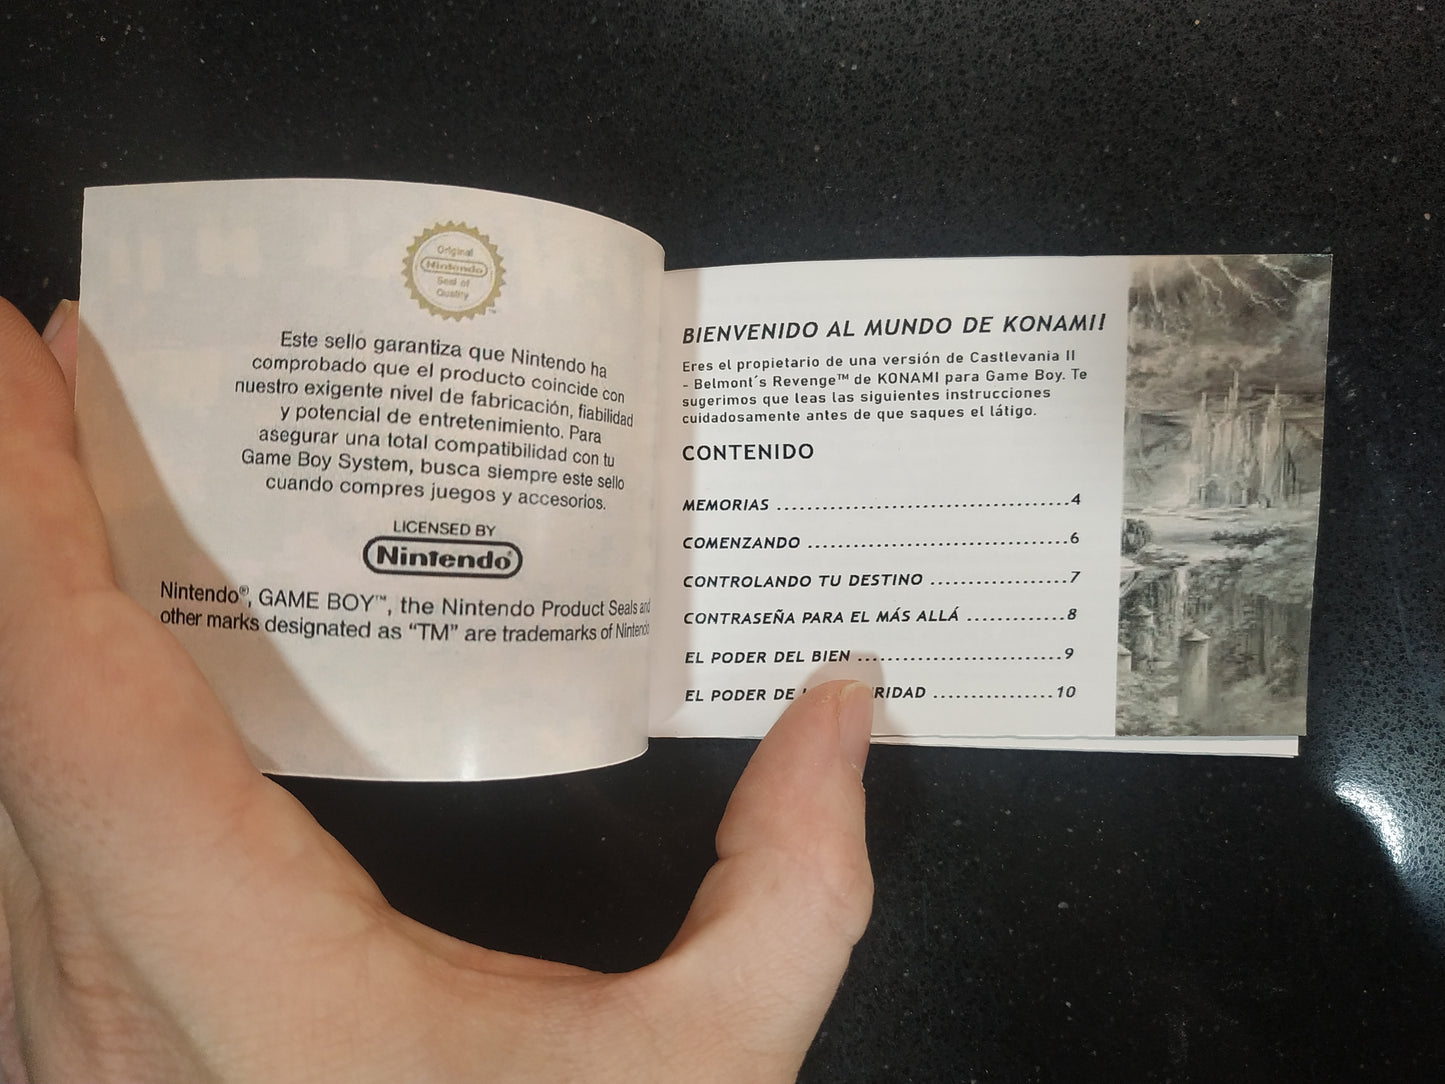 Original
Nintendo
Seal of
Quality
Este sello garantiza que Nintendo ha
comprobado que el producto coincide con
nuestro exigente nivel de fabricación, fiabilidad
y potencial de entretenimiento. Para
asegurar una total compatibilidad con tu
Game Boy System, busca siempre este sello
cuando compres juegos y accesorios.
LICENSED BY
Nintendo®
Nintendo®, GAME BOY™, the Nintendo Product Seals and
other marks designated as “TM” are trademarks of Nintendo
BIENVENIDO AL MUNDO DE KONAMI!
Eres el propietario de una versión de Castlevania II
- Belmont´s Revenge™ de KONAMI para Game Boy. Te
sugerimos que leas las siguientes instrucciones
cuidadosamente antes de que saques el látigo.
CONTENIDO
MEMORIAS ......................................4
COMENZANDO ..................................6
CONTROLANDO TU DESTINO ..................7
CONTRASEÑA PARA EL MÁS ALLÁ .............8
EL PODER DEL BIEN ...........................9
EL PODER DE ................10